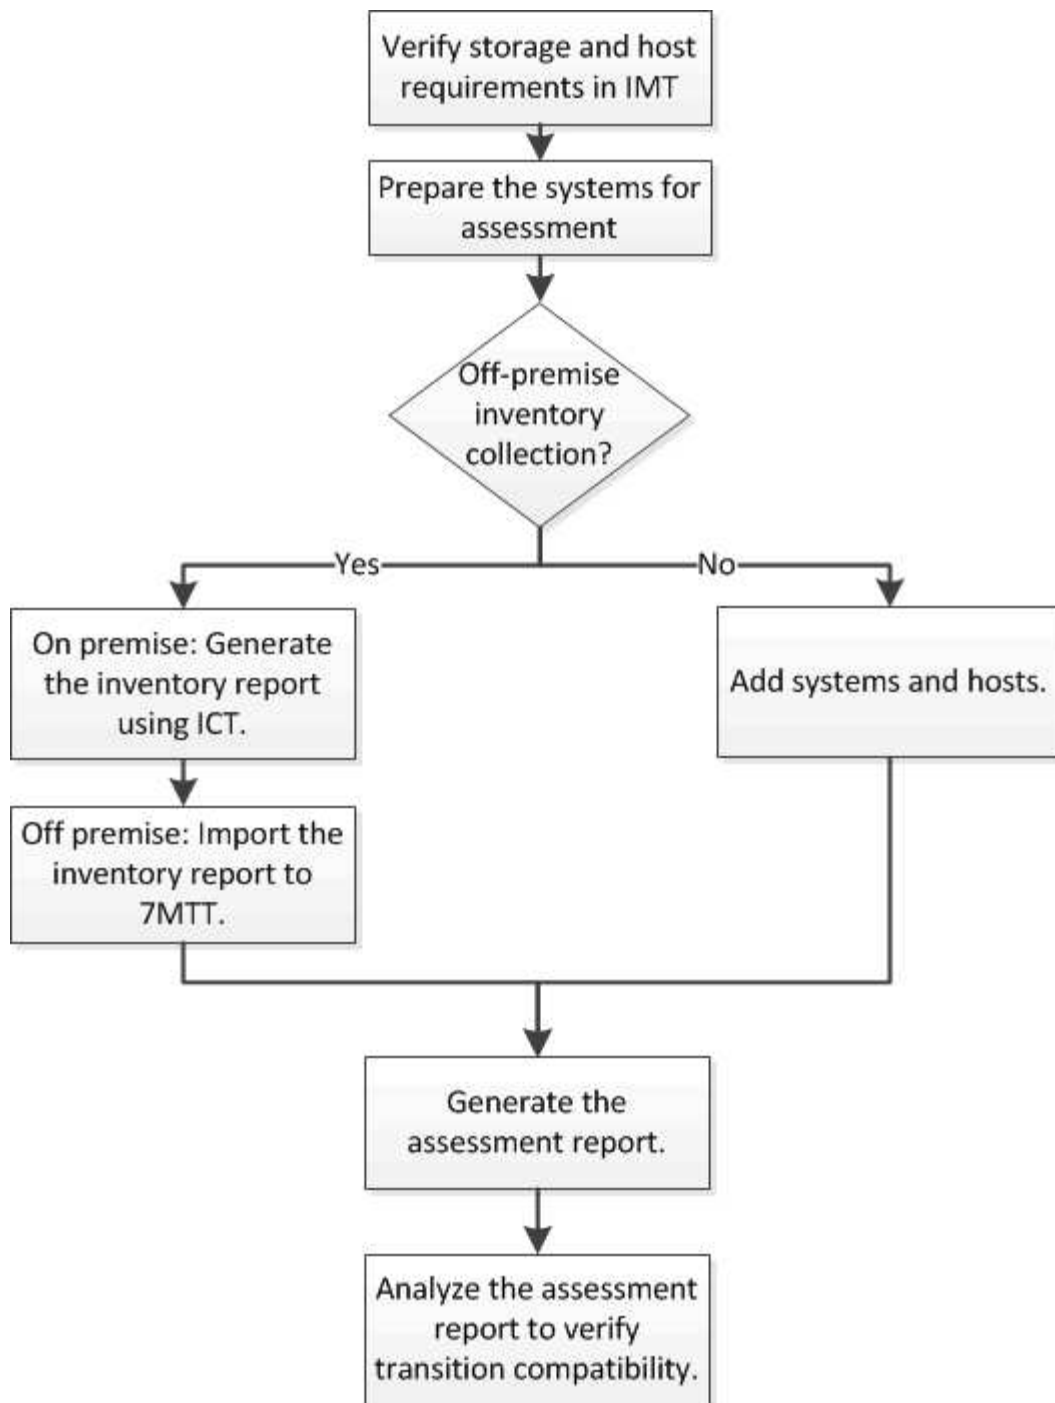 Verify storage and host
requirements in IMT
Prepare the systems for
assessment
Off-premise
inventory
collection?
Yes
No
On premise: Generate
the inventory report
using ICT.
Add systems and hosts.
Off premise: Import the
inventory report to
7MTT.
Generate the
assessment report.
Analyze the assessment
report to verify
transition compatibility.